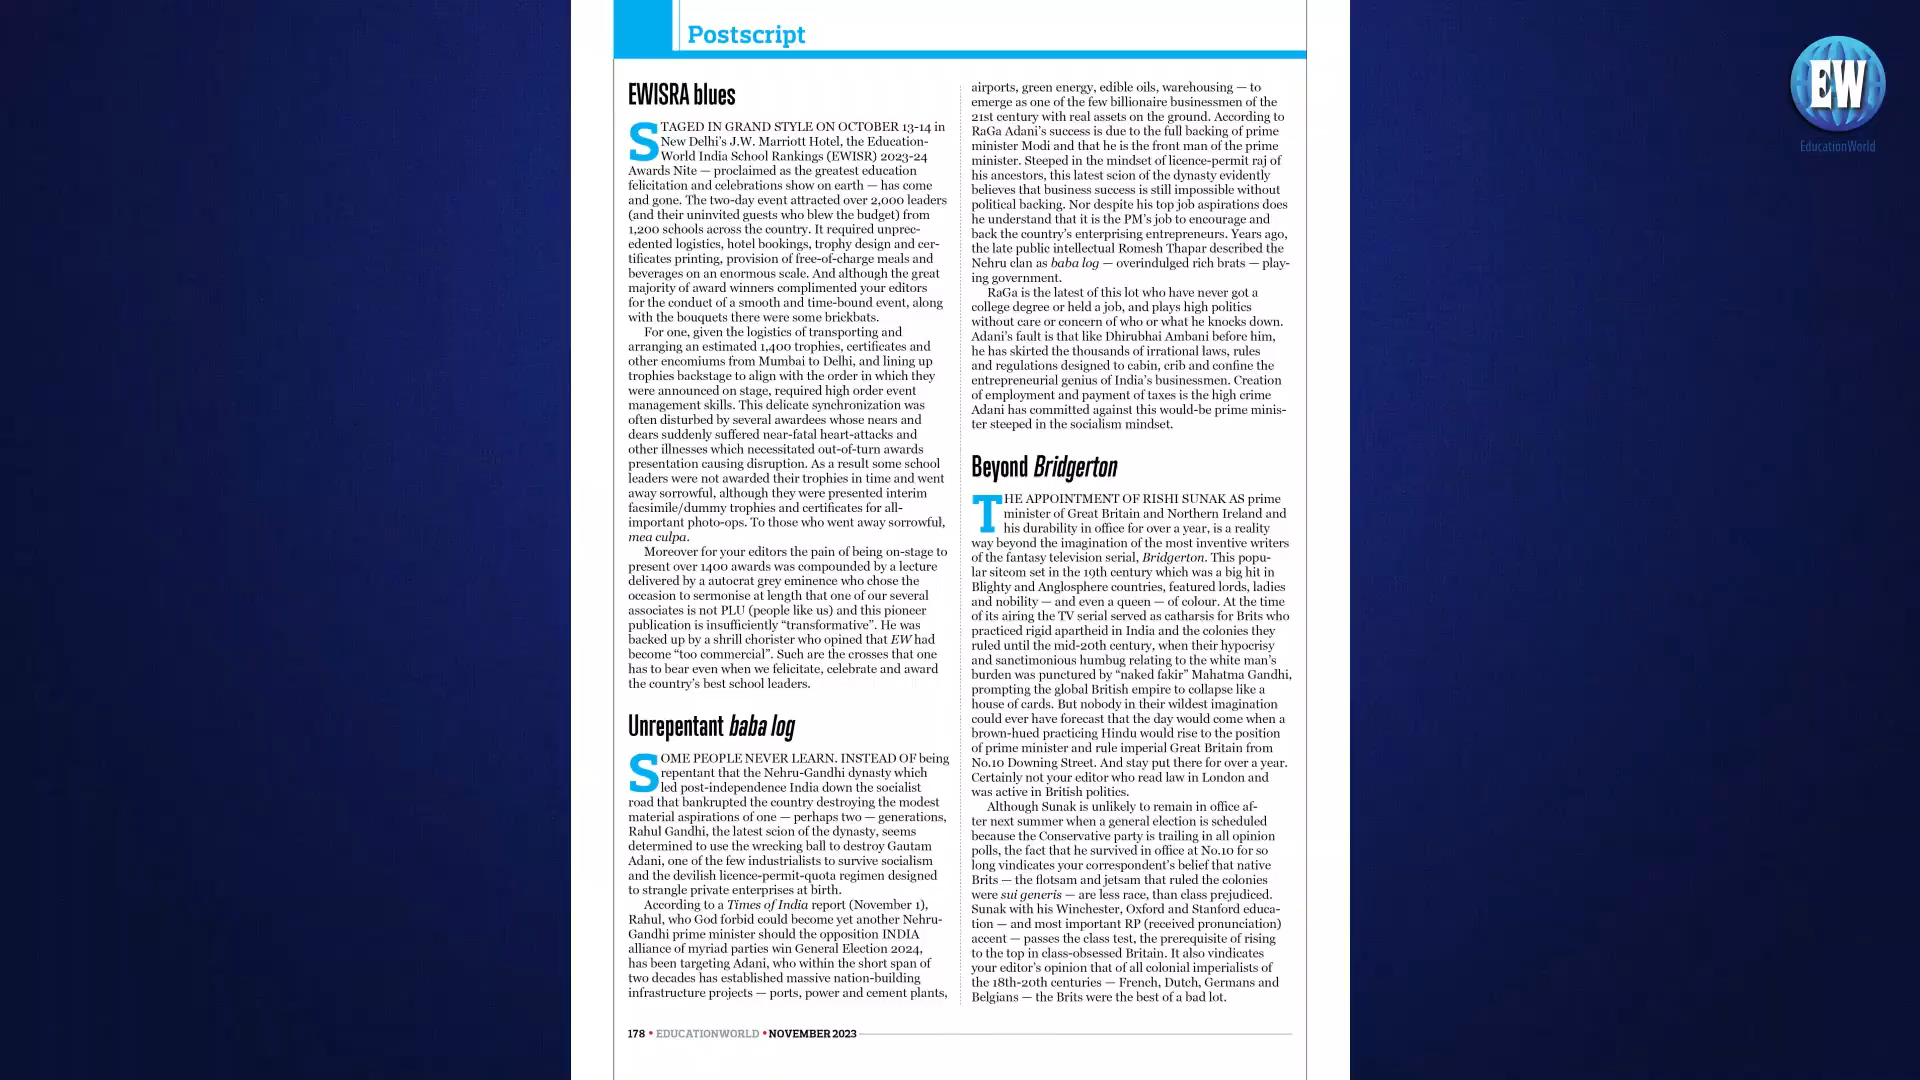 Postscript
EWISRA blues
STAGED IN GRAND STYLE ON OCTOBER 13-14 in
New Delhi's J.W. Marriott Hotel, the Education-
World India School Rankings (EWISR) 2023-24
Awards Nite — proclaimed as the greatest education
felicitation and celebrations show on earth — has come
and gone. The two-day event attracted over 2,000 leaders
(and their uninvited guests who blew the budget) from
1,200 schools across the country. It required unprec-
edented logistics, hotel bookings, trophy design and cer-
tificates printing, provision of free-of-charge meals and
beverages on an enormous scale. And although the great
majority of award winners complimented your editors
for the conduct of a smooth and time-bound event, along
with the bouquets there were some brickbats.
For one, given the logistics of transporting and
arranging an estimated 1,400 trophies, certificates and
other encomiums from Mumbai to Delhi, and lining up
trophies backstage to align with the order in which they
were announced on stage, required high order event
management skills. This delicate synchronization was
often disturbed by several awardees whose nears and
dears suddenly suffered near-fatal heart-attacks and
other illnesses which necessitated out-of-turn awards
presentation causing disruption. As a result some school
leaders were not awarded their trophies in time and went
away sorrowful, although they were presented interim
facsimile/dummy trophies and certificates for all-
important photo-ops. To those who went away sorrowful,
mea culpa.
Moreover for your editors the pain of being on-stage to
present over 1400 awards was compounded by a lecture
delivered by a autocrat grey eminence who chose the
occasion to sermonise at length that one of our several
associates is not PLU (people like us) and this pioneer
publication is insufficiently “transformative”. He was
backed up by a shrill chorister who opined that EW had
become “too commercial”. Such are the crosses that one
has to bear even when we felicitate, celebrate and award
the country's best school leaders.
Unrepentant baba log
SOME PEOPLE NEVER LEARN. INSTEAD OF being
repentant that the Nehru-Gandhi dynasty which
led post-independence India down the socialist
road that bankrupted the country destroying the modest
material aspirations of one — perhaps two — generations,
Rahul Gandhi, the latest scion of the dynasty, seems
determined to use the wrecking ball to destroy Gautam
Adani, one of the few industrialists to survive socialism
and the devilish licence-permit-quota regimen designed
to strangle private enterprises at birth.
According to a Times of India report (November 1),
Rahul, who God forbid could become yet another Nehru-
Gandhi prime minister should the opposition INDIA
alliance of myriad parties win General Election 2024,
has been targeting Adani, who within the short span of
two decades has established massive nation-building
infrastructure projects — ports, power and cement plants,
airports, green energy, edible oils, warehousing — to
emerge as one of the few billionaire businessmen of the
21st century with real assets on the ground. According to
RaGa Adani's success is due to the full backing of prime
minister Modi and that he is the front man of the prime
minister. Steeped in the mindset of licence-permit raj of
his ancestors, this latest scion of the dynasty evidently
believes that business success is still impossible without
political backing. Nor despite his top job aspirations does
he understand that it is the PM's job to encourage and
back the country's enterprising entrepreneurs. Years ago,
the late public intellectual Romesh Thapar described the
Nehru clan as baba log — overindulged rich brats — play-
ing government.
RaGa is the latest of this lot who have never got a
college degree or held a job, and plays high politics
without care or concern of who or what he knocks down.
Adani's fault is that like Dhirubhai Ambani before him,
he has skirted the thousands of irrational laws, rules
and regulations designed to cabin, crib and confine the
entrepreneurial genius of India's businessmen. Creation
of employment and payment of taxes is the high crime
Adani has committed against this would-be prime minis-
ter steeped in the socialism mindset.
Beyond Bridgerton
THE APPOINTMENT OF RISHI SUNAK AS prime
minister of Great Britain and Northern Ireland and
his durability in office for over a year, is a reality
way beyond the imagination of the most inventive writers
of the fantasy television serial, Bridgerton. This popu-
lar sitcom set in the 19th century which was a big hit in
Blighty and Anglosphere countries, featured lords, ladies
and nobility — and even a queen — of colour. At the time
of its airing the TV serial served as catharsis for Brits who
practiced rigid apartheid in India and the colonies they
ruled until the mid-20th century, when their hypocrisy
and sanctimonious humbug relating to the white man's
burden was punctured by “naked fakir” Mahatma Gandhi,
prompting the global British empire to collapse like a
house of cards. But nobody in their wildest imagination
could ever have forecast that the day would come when a
brown-hued practicing Hindu would rise to the position
of prime minister and rule imperial Great Britain from
No.10 Downing Street. And stay put there for over a year.
Certainly not your editor who read law in London and
was active in British politics.
Although Sunak is unlikely to remain in office af-
ter next summer when a general election is scheduled
because the Conservative party is trailing in all opinion
polls, the fact that he survived in office at No.10 for so
long vindicates your correspondent's belief that native
Brits — the flotsam and jetsam that ruled the colonies
were sui generis — are less race, than class prejudiced.
Sunak with his Winchester, Oxford and Stanford educa-
tion — and most important RP (received pronunciation)
accent — passes the class test, the prerequisite of rising
to the top in class-obsessed Britain. It also vindicates
your editor's opinion that of all colonial imperialists of
the 18th-20th centuries — French, Dutch, Germans and
Belgians — the Brits were the best of a bad lot.
178 • EDUCATIONWORLD • NOVEMBER 2023
EW
EducationWorld